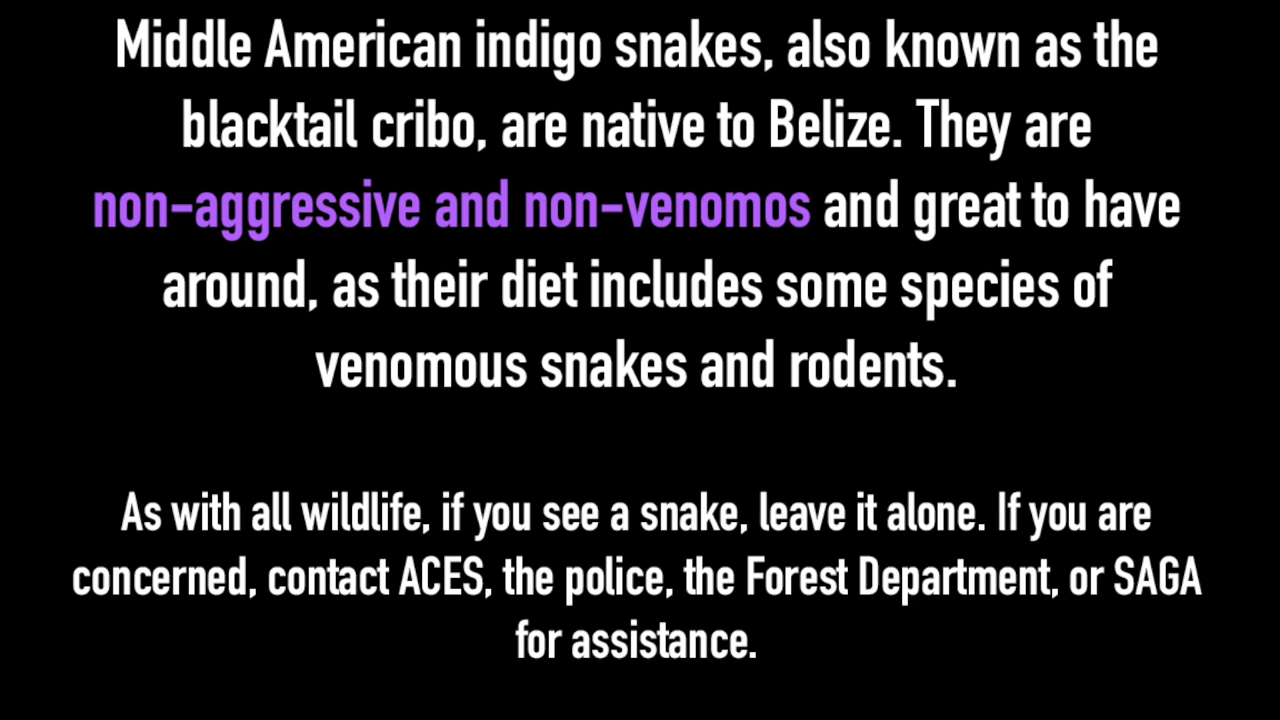 Middle American indigo snakes, also known as the
blacktail cribo, are native to Belize. They are
non-aggressive and non-venomos and great to have
around, as their diet includes some species of
venomous snakes and rodents.
As with all wildlife, if you see a snake, leave it alone. If you are
concerned, contact ACES, the police, the Forest Department, or SAGA
for assistance.